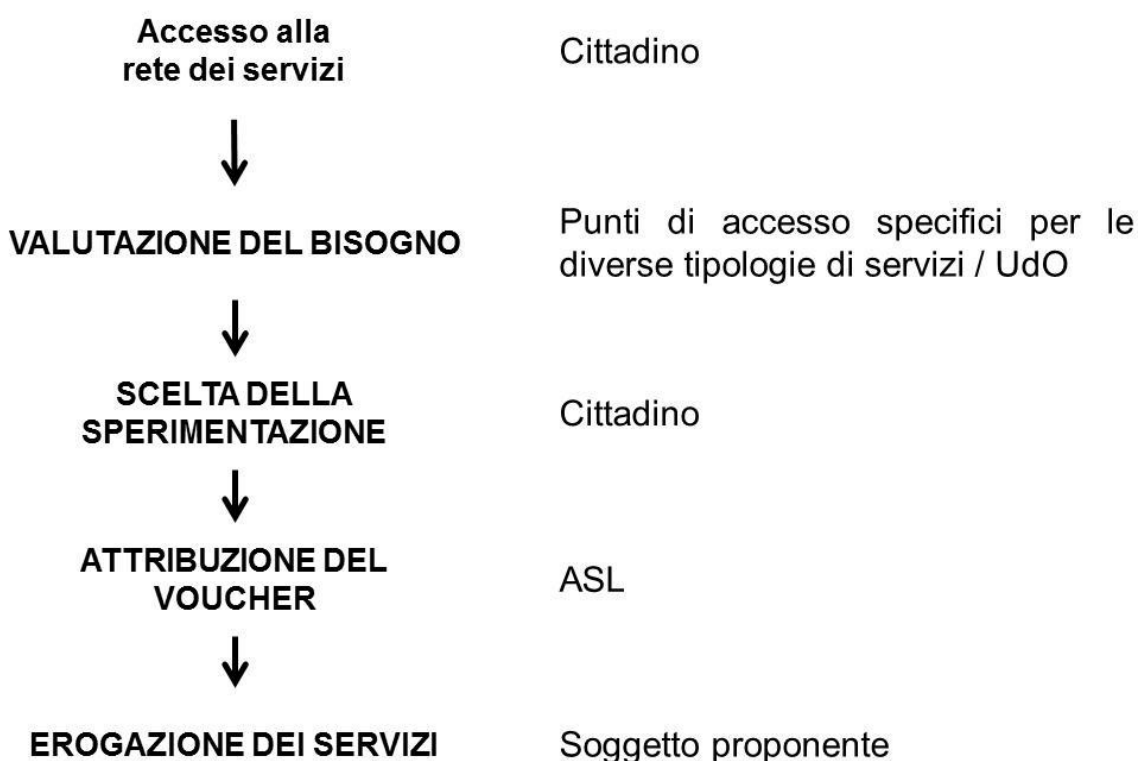 Accesso alla
rete dei servizi
Cittadino
VALUTAZIONE DEL BISOGNO
Punti di accesso specifici per le
diverse tipologie di servizi / UdO
SCELTA DELLA
SPERIMENTAZIONE
Cittadino
ATTRIBUZIONE DEL
VOUCHER
ASL
EROGAZIONE DEI SERVIZI
Soggetto proponente